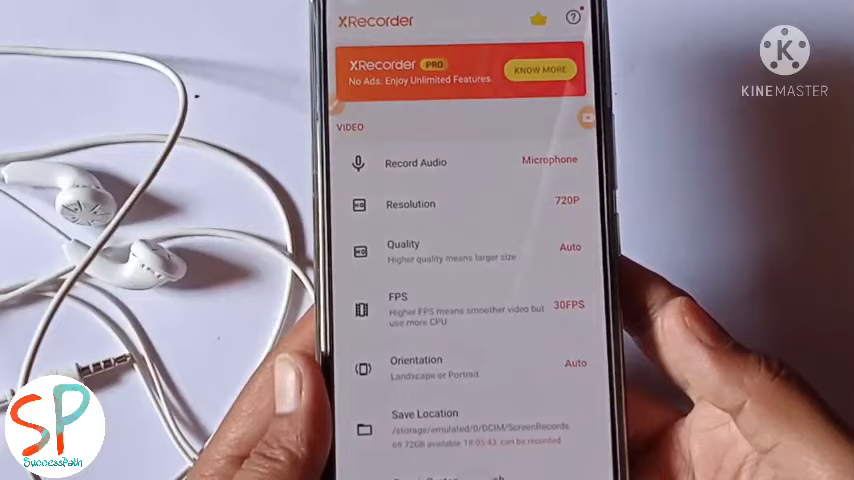 XRecorder
XRecorder PRO
No Ads. Enjoy Unlimited Features.
KNOW MORE
KINEMASTER
VIDEO
Record Audio Microphone
Resolution 720P
Quality Auto
Higher quality means larger size
FPS 30FPS
Higher FPS means smoother video but
use more CPU
Orientation Auto
Landscape or Portrait
Save Location
/storage/emulated/0/DCIM/ScreenRecords
69.72GB available 18:05:43 can be recorded
SP
SuccessPath